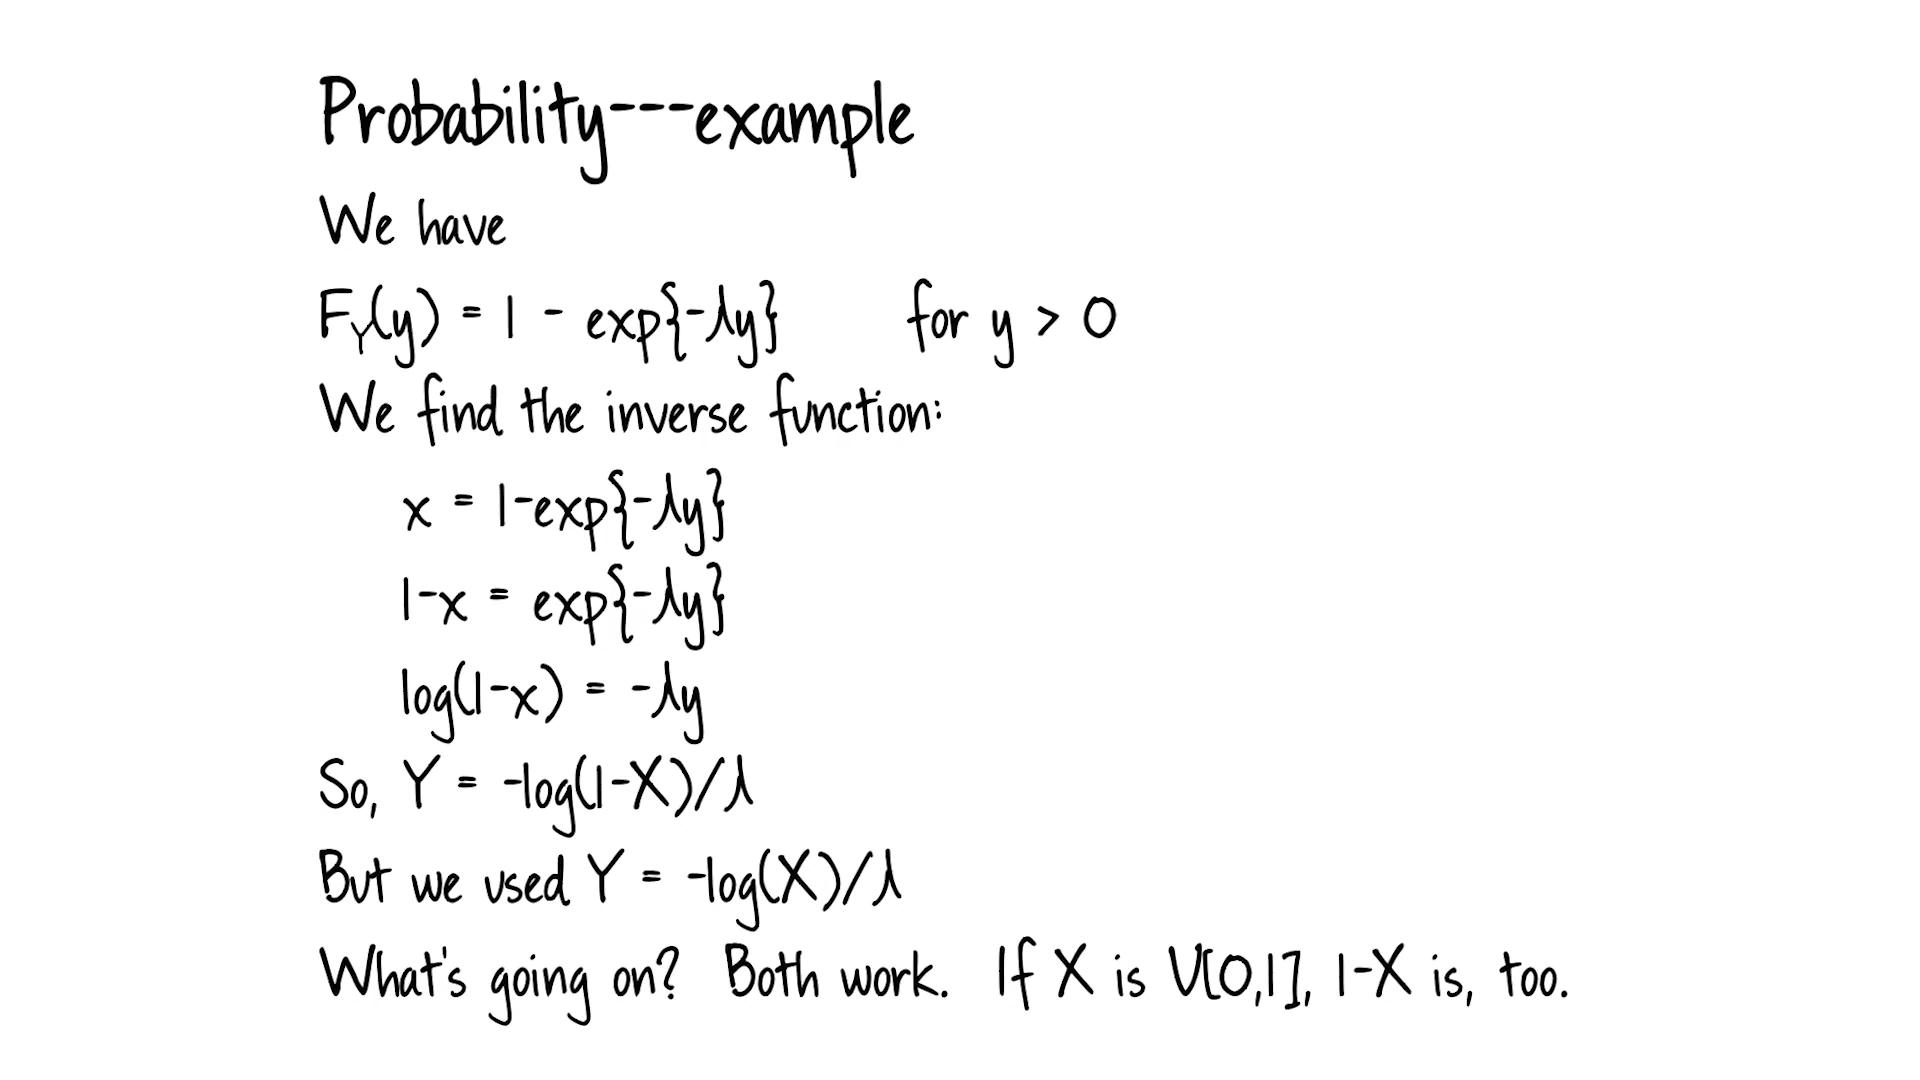 Probability---example
We have
F_Y(y) = 1 - exp{-λy} for y > 0
We find the inverse function:
x = 1-exp{-λy}
1-x = exp{-λy}
log(1-x) = -λy
So, Y = -log(1-X)/λ
But we used Y = -log(X)/λ
What's going on? Both work. If X is U[0,1], 1-X is, too.